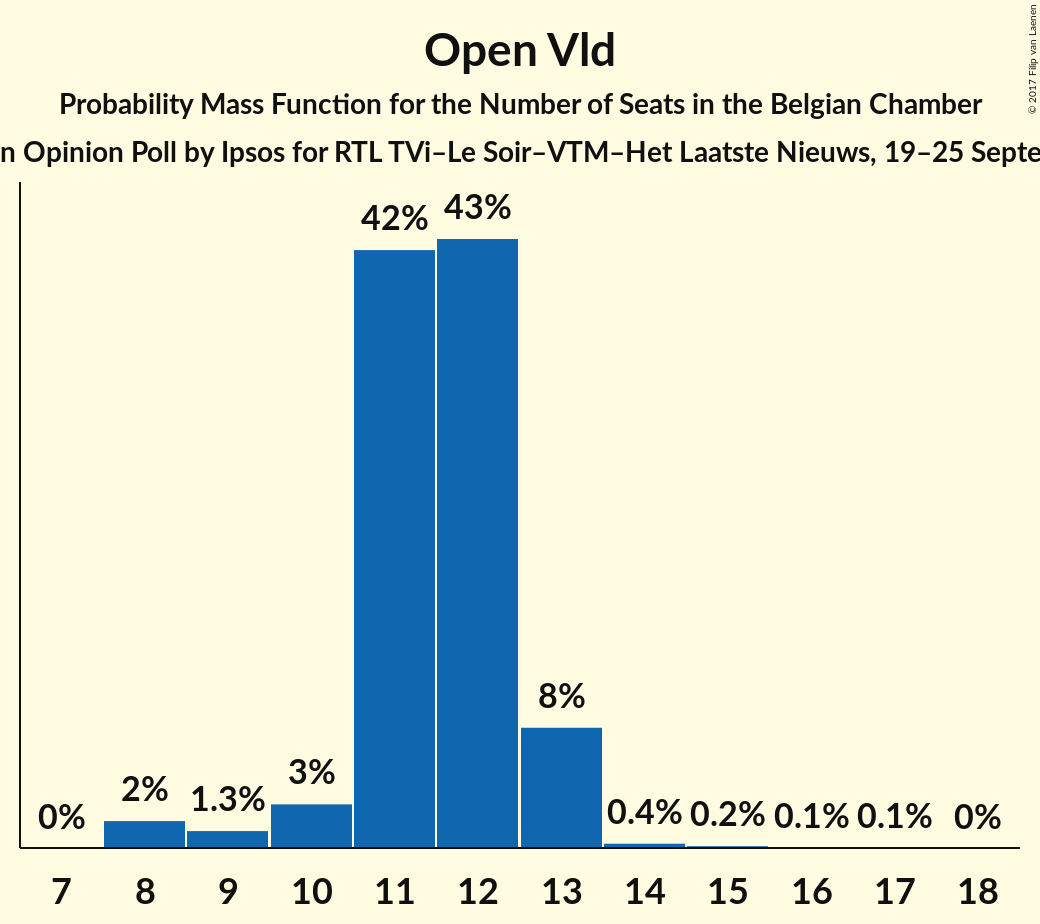 Open Vld
Probability Mass Function for the Number of Seats in the Belgian Chamber
n Opinion Poll by Ipsos for RTL TVi–Le Soir–VTM–Het Laatste Nieuws, 19–25 Septe
© 2017 Filip van Laenen
42% 43%
8%
3%
2% 1.3%
0% 0.4% 0.2% 0.1% 0.1% 0%
7 8 9 10 11 12 13 14 15 16 17 18